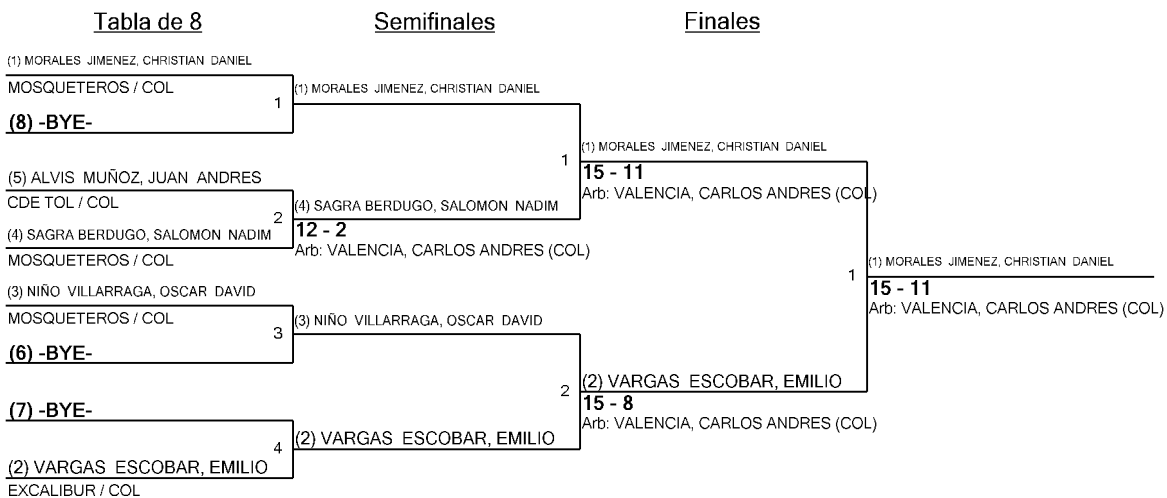 Tabla de 8
Semifinales
Finales
(1) MORALES JIMENEZ, CHRISTIAN DANIEL
MOSQUETEROS / COL
1
(8) -BYE-
(5) ALVIS MUÑOZ, JUAN ANDRES
CDE TOL / COL
2
(4) SAGRA BERDUGO, SALOMON NADIM
MOSQUETEROS / COL
(3) NIÑO VILLARRAGA, OSCAR DAVID
MOSQUETEROS / COL
3
(6) -BYE-
(7) -BYE-
4
(2) VARGAS ESCOBAR, EMILIO
EXCALIBUR / COL
(1) MORALES JIMENEZ, CHRISTIAN DANIEL
1
(4) SAGRA BERDUGO, SALOMON NADIM
12 - 2
Arb: VALENCIA, CARLOS ANDRES (COL)
(3) NIÑO VILLARRAGA, OSCAR DAVID
2
(2) VARGAS ESCOBAR, EMILIO
(1) MORALES JIMENEZ, CHRISTIAN DANIEL
15 - 11
Arb: VALENCIA, CARLOS ANDRES (COL)
1
(2) VARGAS ESCOBAR, EMILIO
15 - 8
Arb: VALENCIA, CARLOS ANDRES (COL)
(1) MORALES JIMENEZ, CHRISTIAN DANIEL
15 - 11
Arb: VALENCIA, CARLOS ANDRES (COL)